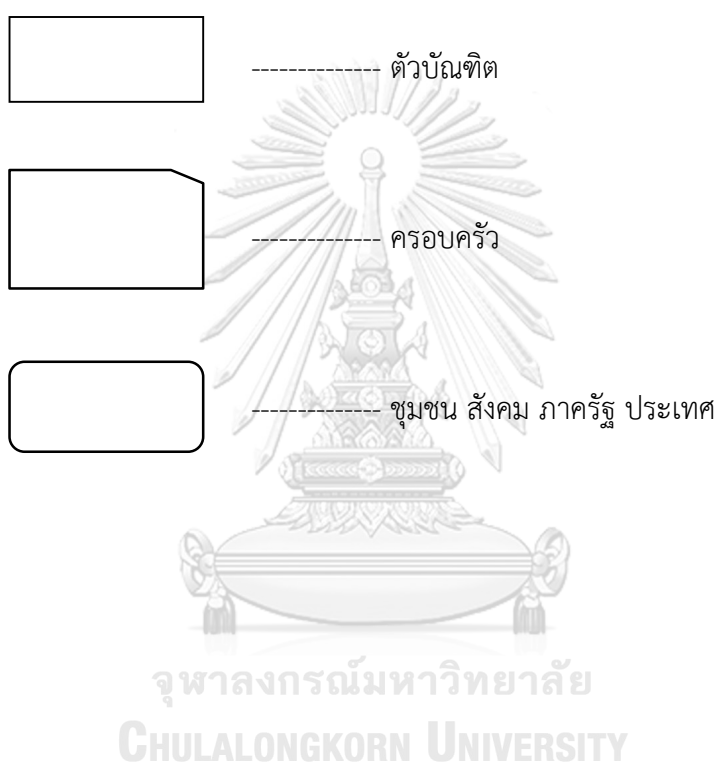 -------------- ตัวบัณฑิต
-------------- ครอบครัว
-------------- ชุมชน สังคม ภาครัฐ ประเทศ
จุฬาลงกรณ์มหาวิทยาลัย
CHULALONGKORN UNIVERSITY